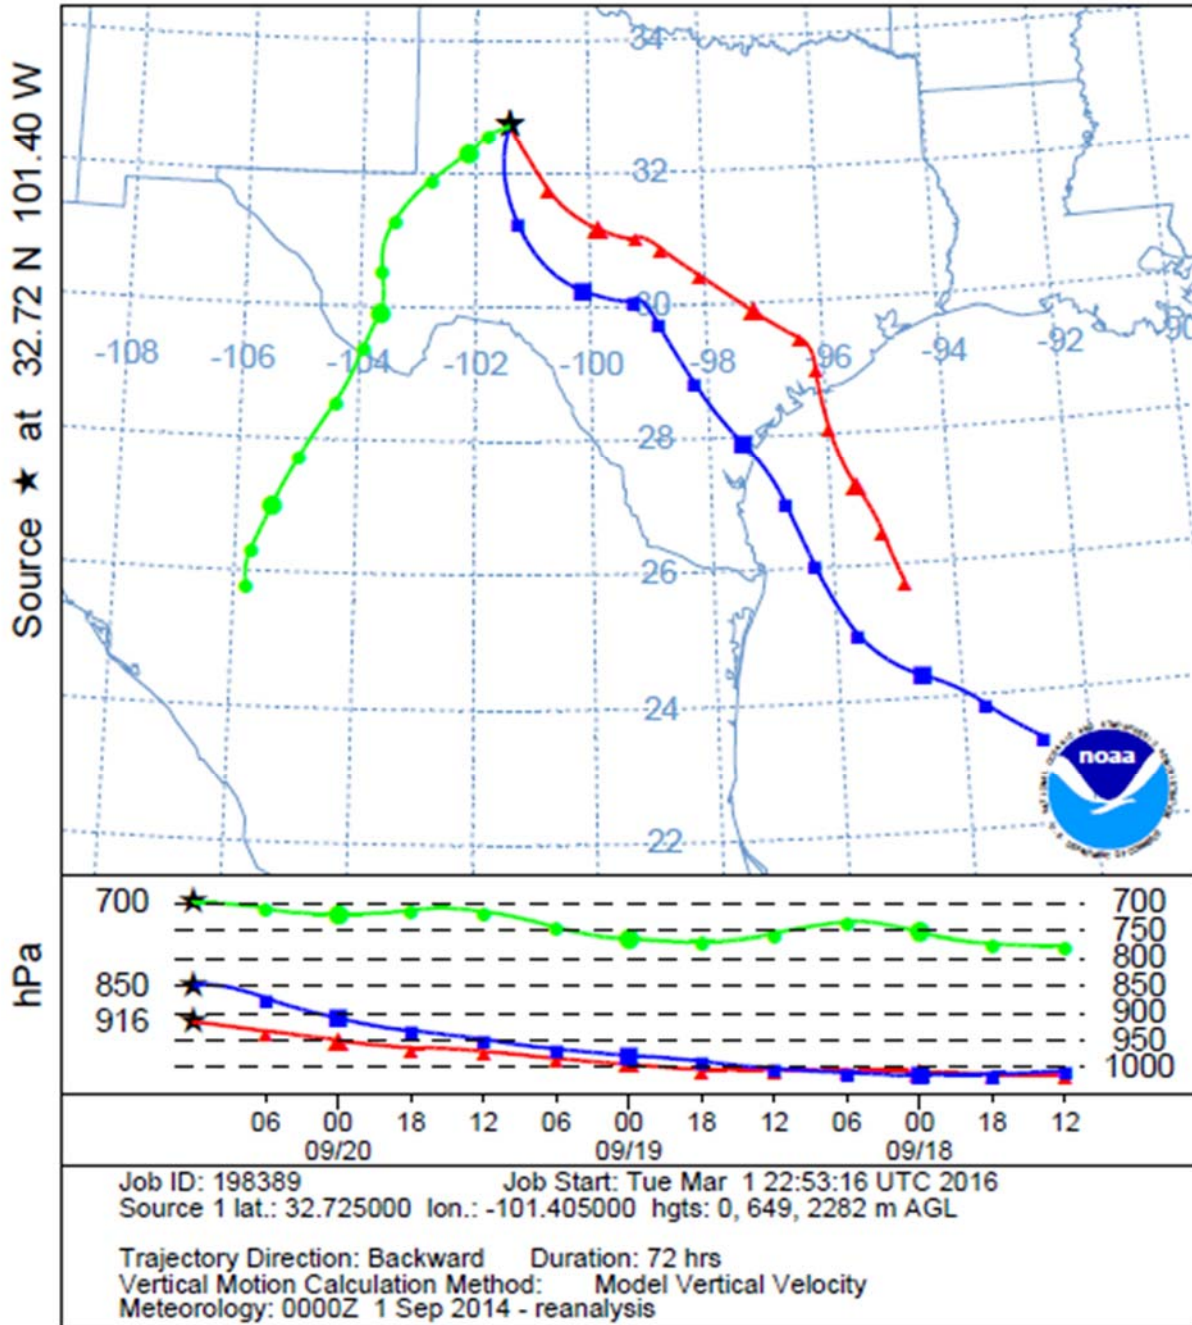 Source ★ at 32.72 N 101.40 W
34
32
30
-108 -106 -104 -102 -100 -98 -96 -94 -92 -90
28
26
24
22
noaa
hPa
700 700
750
800
850 850
900
916
950
1000
06 00 18 12 06 00 18 12 06 00 18 12
09/20 09/19 09/18
Job ID: 198389 Job Start: Tue Mar 1 22:53:16 UTC 2016
Source 1 lat.: 32.725000 lon.: -101.405000 hgts: 0, 649, 2282 m AGL
Trajectory Direction: Backward Duration: 72 hrs
Vertical Motion Calculation Method: Model Vertical Velocity
Meteorology: 0000Z 1 Sep 2014 - reanalysis